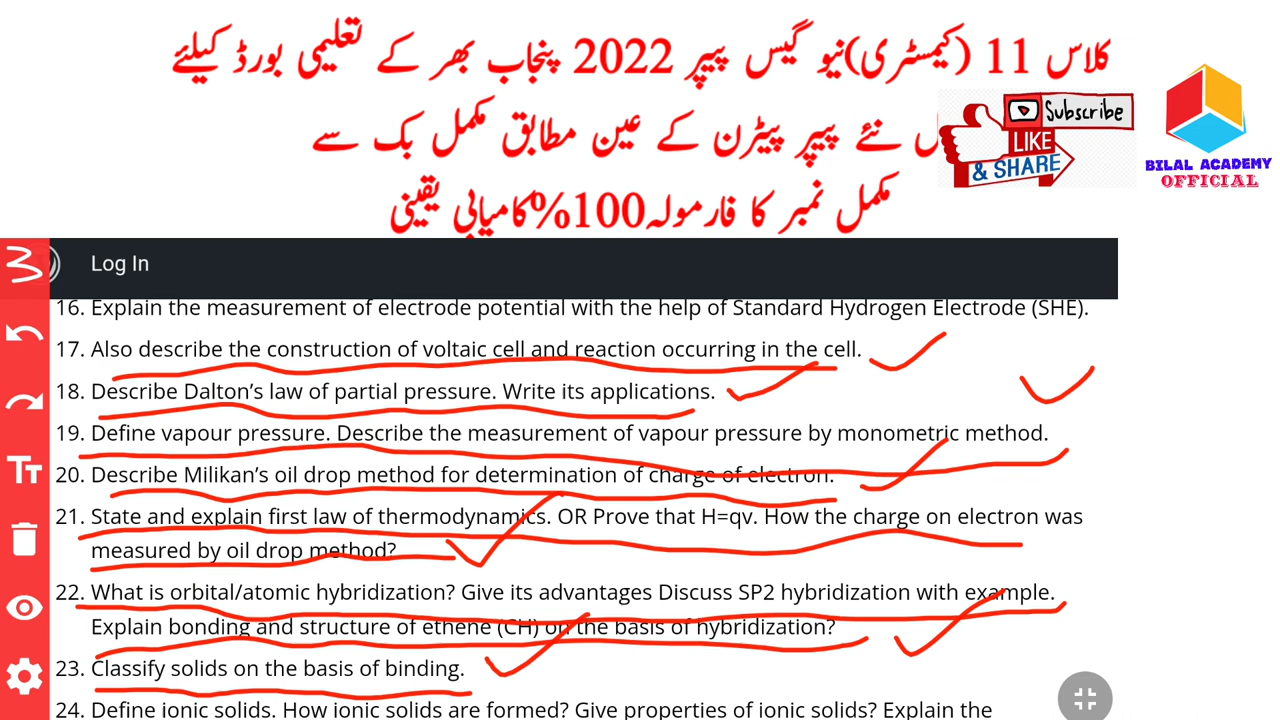 کلاس 11 (کیمسٹری) نیو گیس پیپر 2022 پنجاب بھر کے تعلیمی بورڈ کیلئے
نئے پیپر پیٹرن کے عین مطابق مکمل بک سے
مکمل نمبر کا فارمولہ 100% کامیابی یقینی
Subscribe
LIKE
& SHARE
BILAL ACADEMY
OFFICIAL
Log In
16. Explain the measurement of electrode potential with the help of Standard Hydrogen Electrode (SHE).
17. Also describe the construction of voltaic cell and reaction occurring in the cell.
18. Describe Dalton's law of partial pressure. Write its applications.
19. Define vapour pressure. Describe the measurement of vapour pressure by monometric method.
20. Describe Milikan's oil drop method for determination of charge of electron.
21. State and explain first law of thermodynamics. OR Prove that H=qv. How the charge on electron was
measured by oil drop method?
22. What is orbital/atomic hybridization? Give its advantages Discuss SP2 hybridization with example.
Explain bonding and structure of ethene (CH) on the basis of hybridization?
23. Classify solids on the basis of binding.
24. Define ionic solids. How ionic solids are formed? Give properties of ionic solids? Explain the
Tт